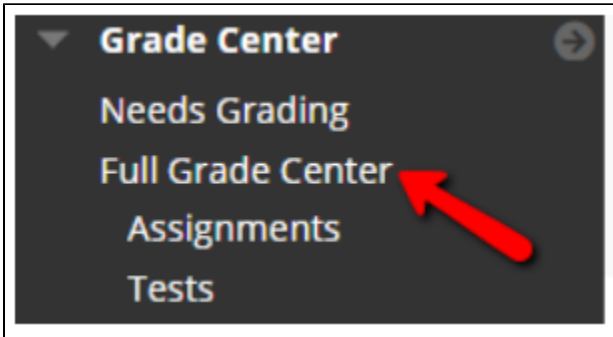 Grade Center
Needs Grading
Full Grade Center
Assignments
Tests